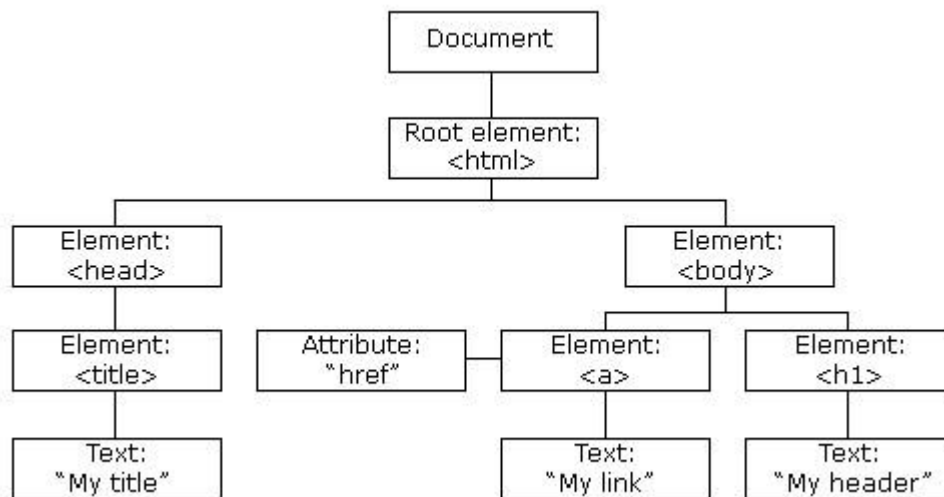 Document
Root element:
<html>
Element:
<head>
Element:
<body>
Element:
<title>
Attribute:
“href”
Element:
<a>
Element:
<h1>
Text:
“My title”
Text:
“My link”
Text:
“My header”